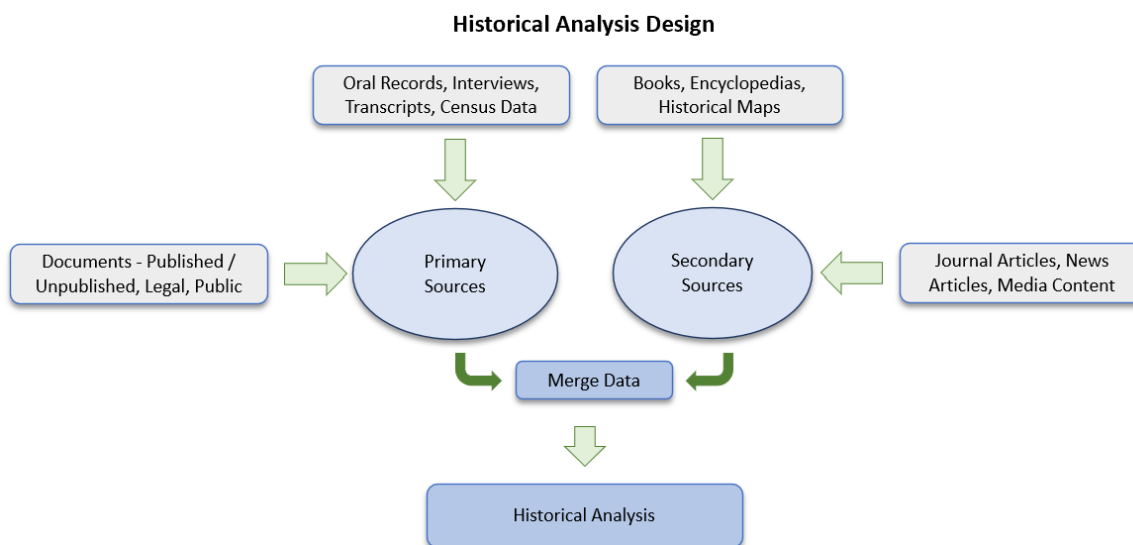 Historical Analysis Design
Oral Records, Interviews,
Transcripts, Census Data
Books, Encyclopedias,
Historical Maps
Documents - Published /
Unpublished, Legal, Public
Primary
Sources
Secondary
Sources
Journal Articles, News
Articles, Media Content
Merge Data
Historical Analysis